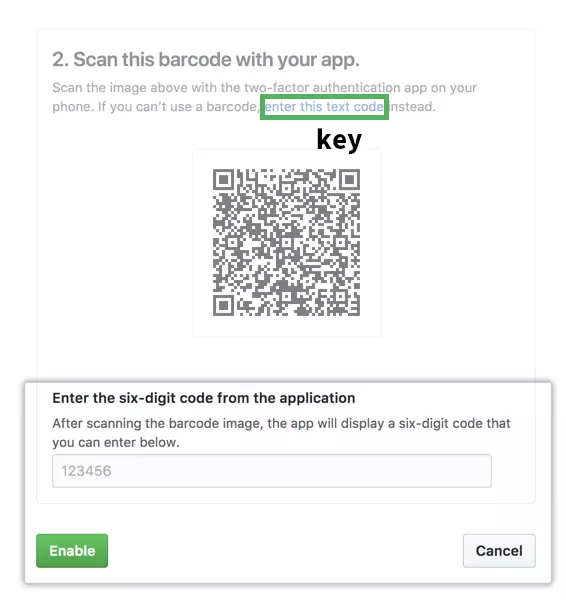 2. Scan this barcode with your app.
Scan the image above with the two-factor authentication app on your
phone. If you can’t use a barcode, enter this text code instead.
key
Enter the six-digit code from the application
After scanning the barcode image, the app will display a six-digit code that
you can enter below.
123456
Enable
Cancel